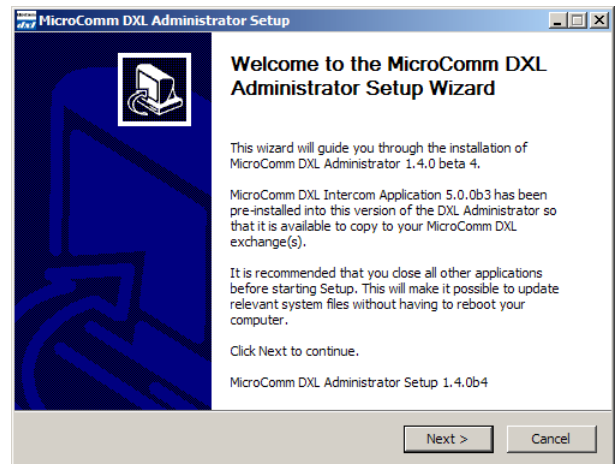 MicroComm DXL Administrator Setup
Welcome to the MicroComm DXL
Administrator Setup Wizard
This wizard will guide you through the installation of
MicroComm DXL Administrator 1.4.0 beta 4.
MicroComm DXL Intercom Application 5.0.0b3 has been
pre-installed into this version of the DXL Administrator so
that it is available to copy to your MicroComm DXL
exchange(s).
It is recommended that you close all other applications
before starting Setup. This will make it possible to update
relevant system files without having to reboot your
computer.
Click Next to continue.
MicroComm DXL Administrator Setup 1.4.0b4
Next >
Cancel